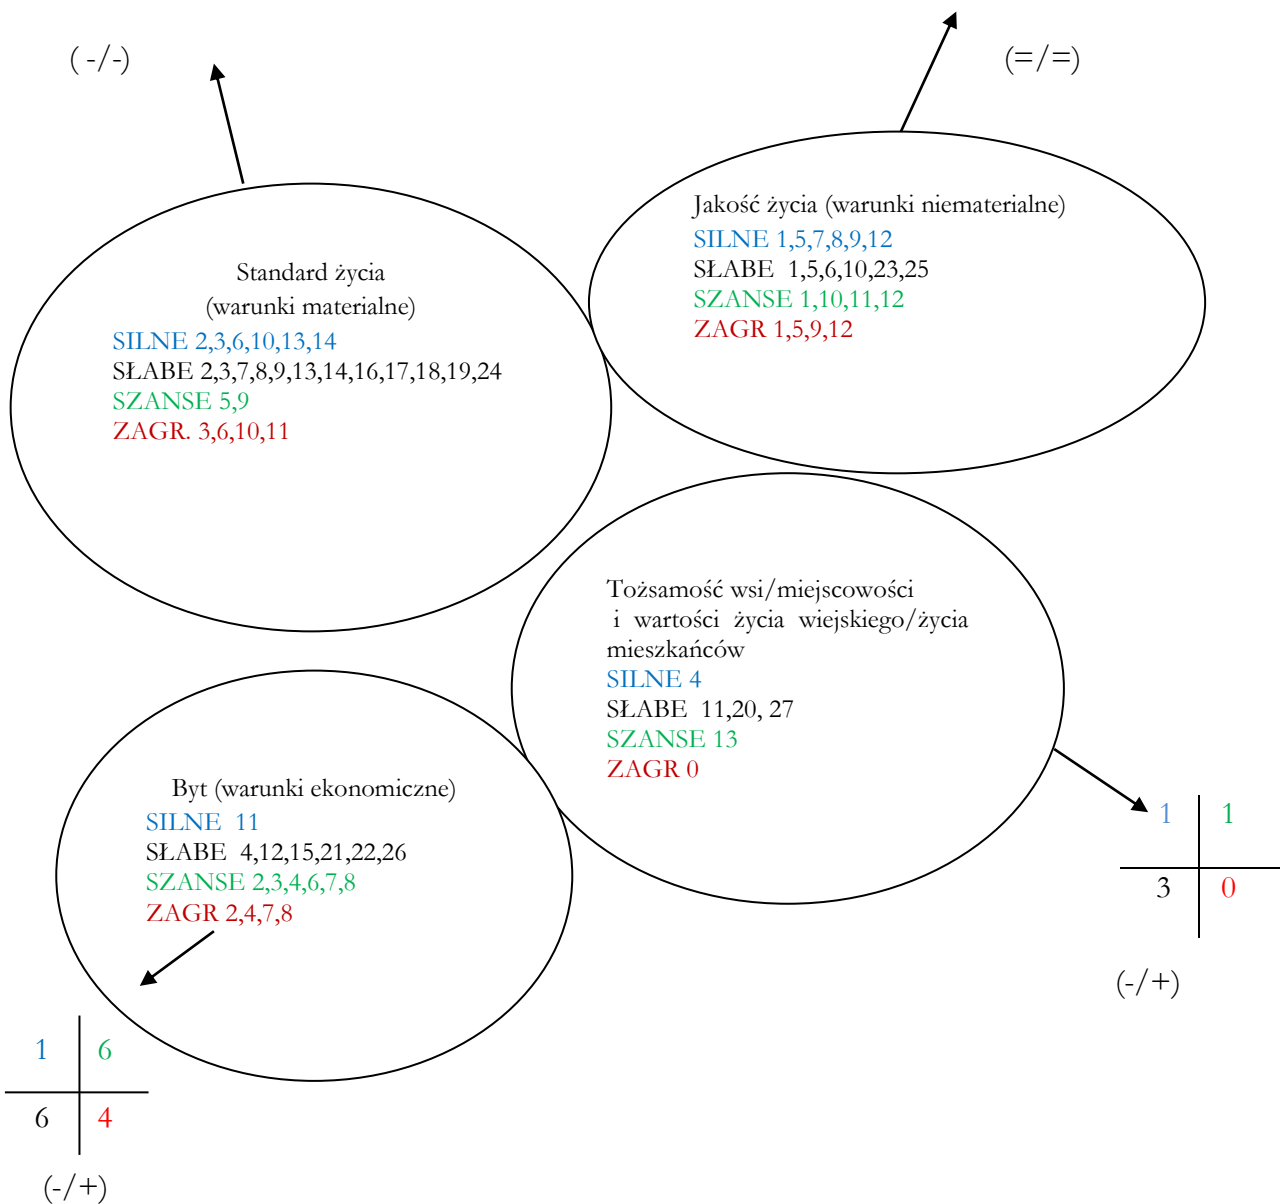 ( -/-)
(=/=)
Jakość życia (warunki niematerialne)
SILNE 1,5,7,8,9,12
SŁABE  1,5,6,10,23,25
SZANSE 1,10,11,12
ZAGR 1,5,9,12
Standard życia
(warunki materialne)
SILNE 2,3,6,10,13,14
SŁABE 2,3,7,8,9,13,14,16,17,18,19,24
SZANSE 5,9
ZAGR. 3,6,10,11
Tożsamość wsi/miejscowości
i  wartości  życia  wiejskiego/życia
mieszkańców
SILNE 4
SŁABE  11,20, 27
SZANSE 13
ZAGR 0
Byt (warunki ekonomiczne)
SILNE  11
SŁABE  4,12,15,21,22,26
SZANSE 2,3,4,6,7,8
ZAGR 2,4,7,8
1 1
3 0
(-/+)
1 6
6 4
(-/+)